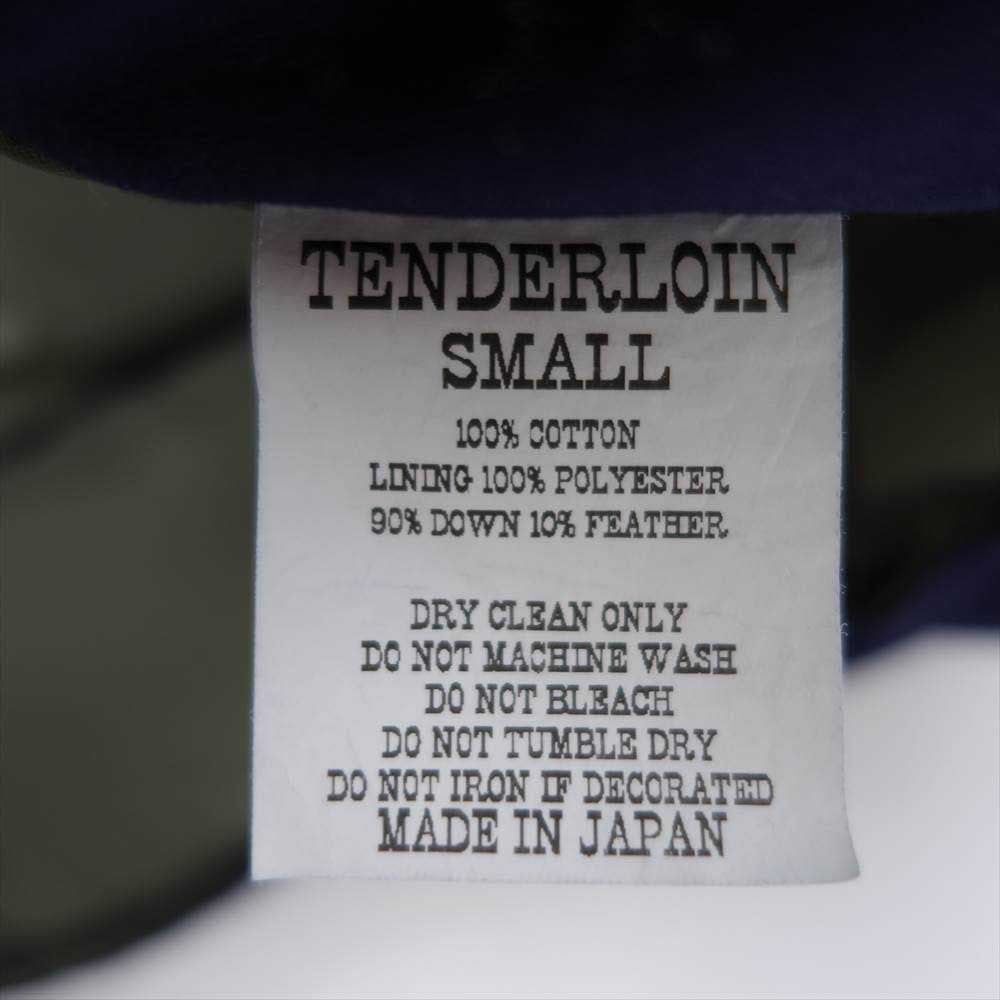 TENDERLOIN
SMALL
100% COTTON
LINING 100% POLYESTER
90% DOWN 10% FEATHER
DRY CLEAN ONLY
DO NOT MACHINE WASH
DO NOT BLEACH
DO NOT TUMBLE DRY
DO NOT IRON IF DECORATED
MADE IN JAPAN